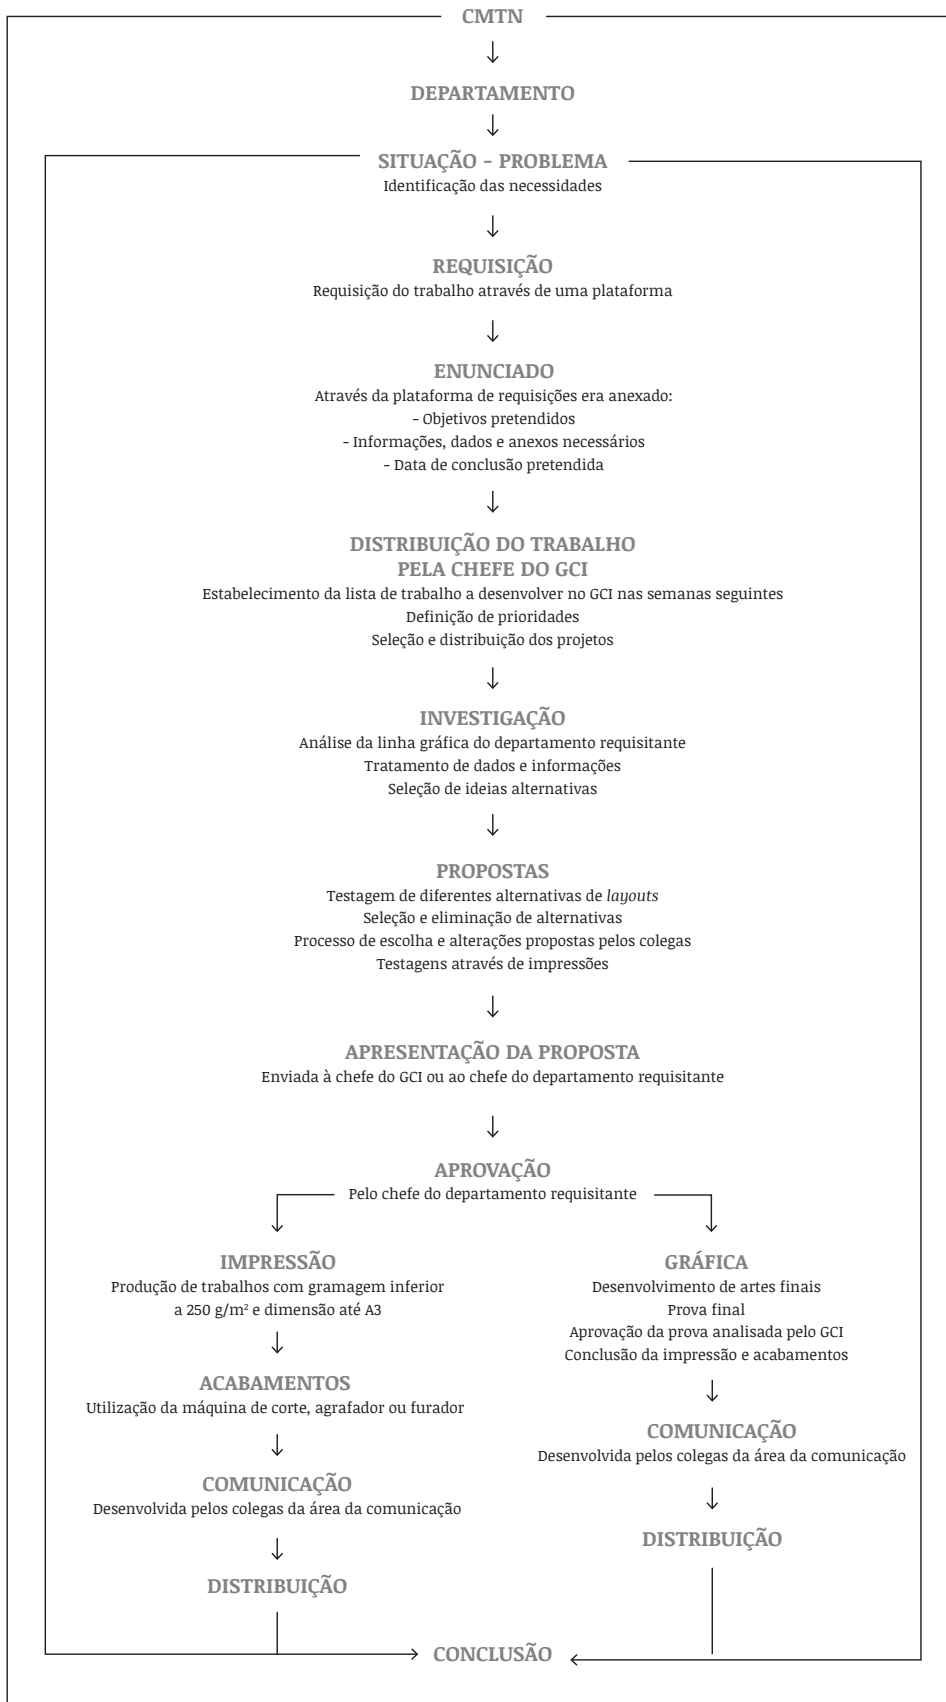 CMTN
DEPARTAMENTO
SITUAÇÃO - PROBLEMA
Identificação das necessidades
REQUISIÇÃO
Requisição do trabalho através de uma plataforma
ENUNCIADO
Através da plataforma de requisições era anexado:
- Objetivos pretendidos
- Informações, dados e anexos necessários
- Data de conclusão pretendida
DISTRIBUIÇÃO DO TRABALHO
PELA CHEFE DO GCI
Estabelecimento da lista de trabalho a desenvolver no GCI nas semanas seguintes
Definição de prioridades
Seleção e distribuição dos projetos
INVESTIGAÇÃO
Análise da linha gráfica do departamento requisitante
Tratamento de dados e informações
Seleção de ideias alternativas
PROPOSTAS
Testagem de diferentes alternativas de layouts
Seleção e eliminação de alternativas
Processo de escolha e alterações propostas pelos colegas
Testagens através de impressões
APRESENTAÇÃO DA PROPOSTA
Enviada à chefe do GCI ou ao chefe do departamento requisitante
APROVAÇÃO
Pelo chefe do departamento requisitante
IMPRESSÃO
Produção de trabalhos com gramagem inferior
a 250 g/m² e dimensão até A3
ACABAMENTOS
Utilização da máquina de corte, agrafador ou furador
COMUNICAÇÃO
Desenvolvida pelos colegas da área da comunicação
DISTRIBUIÇÃO
GRÁFICA
Desenvolvimento de artes finais
Prova final
Aprovação da prova analisada pelo GCI
Conclusão da impressão e acabamentos
COMUNICAÇÃO
Desenvolvida pelos colegas da área da comunicação
DISTRIBUIÇÃO
CONCLUSÃO